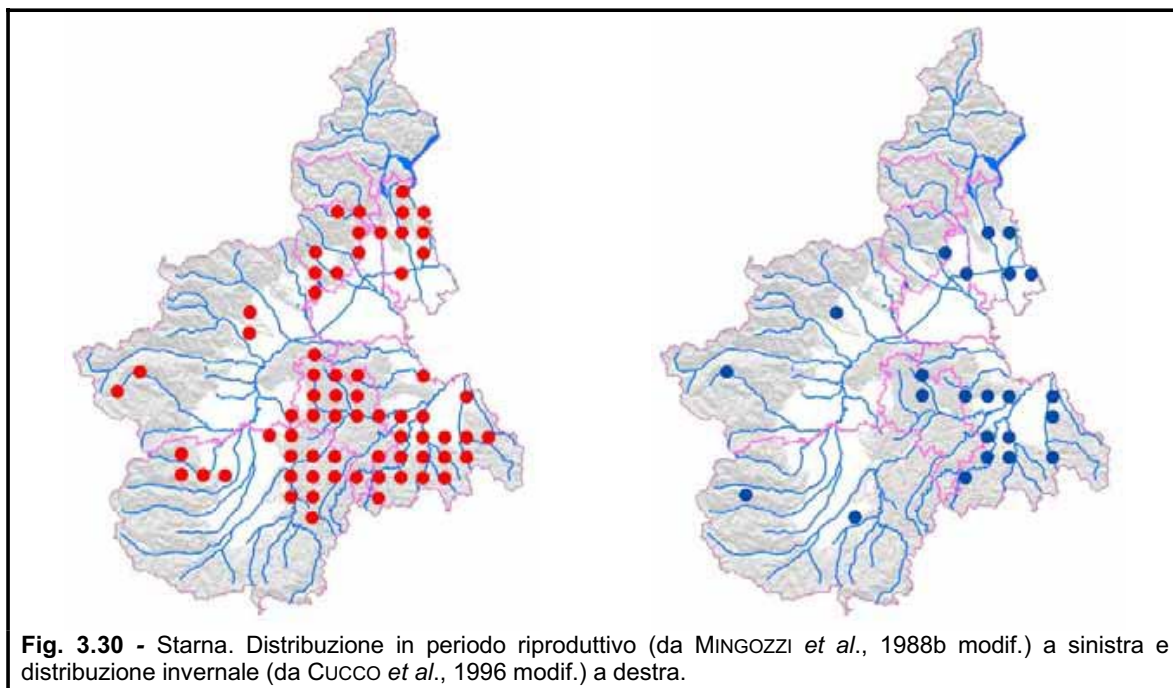 Fig. 3.30 - Starna. Distribuzione in periodo riproduttivo (da MINGOZZI et al., 1988b modif.) a sinistra e
distribuzione invernale (da CUCCO et al., 1996 modif.) a destra.